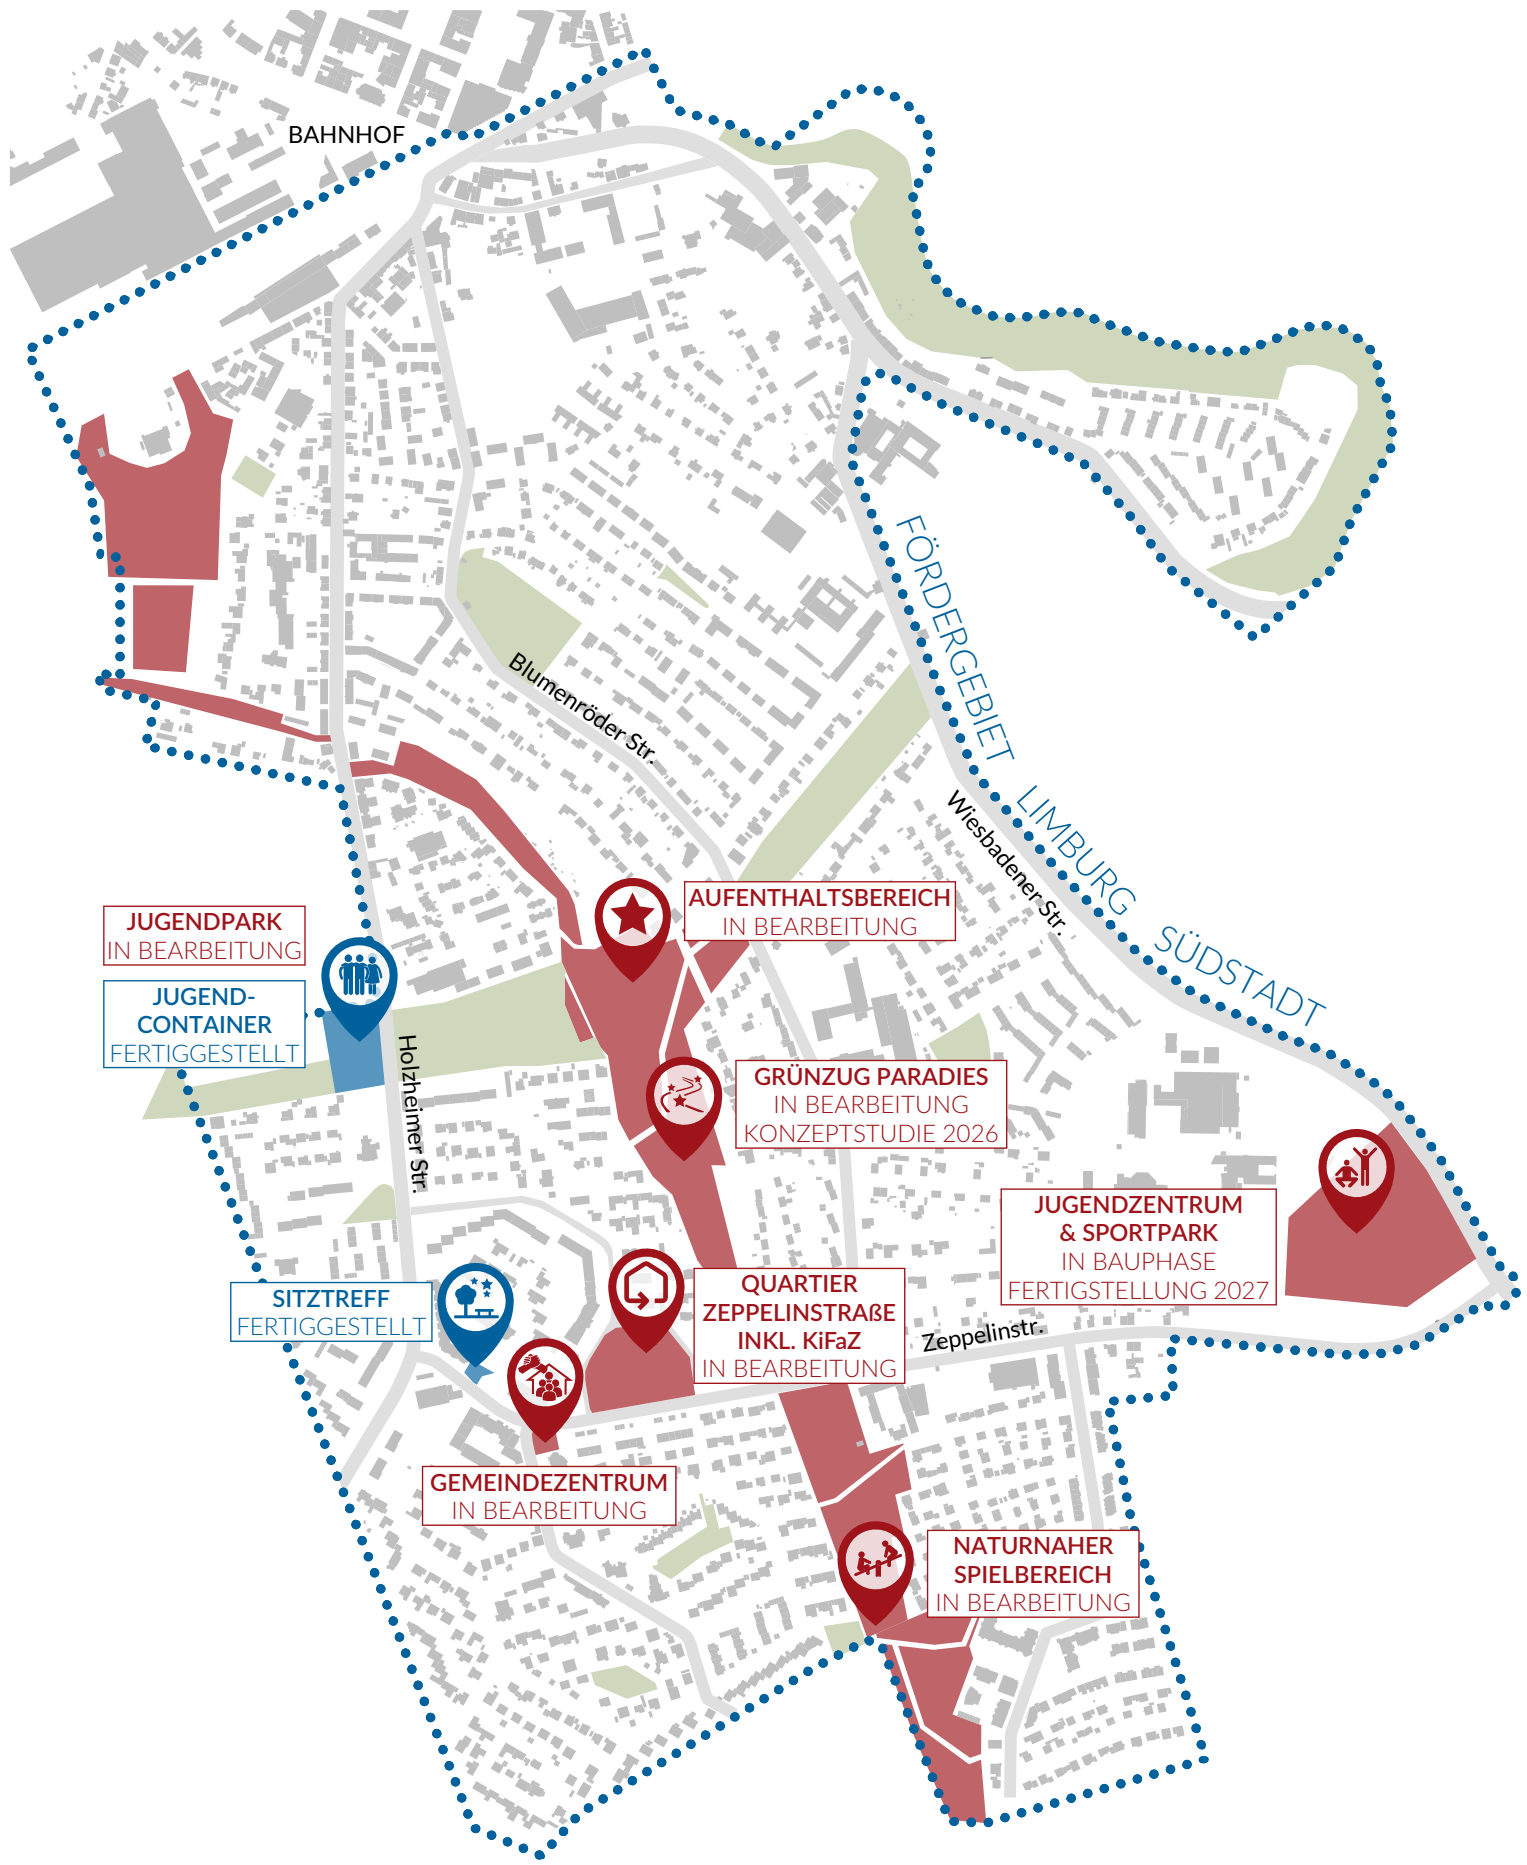 BAHNHOF
FÖRDERGEBIET
LIMBURG
SÜDSTADT
Blumenröder Str.
Wiesbadener Str.
AUFENTHALTSBEREICH
IN BEARBEITUNG
JUGENDPARK
IN BEARBEITUNG
JUGEND-
CONTAINER
FERTIGGESTELLT
Holzheimer Str.
GRÜNZUG PARADIES
IN BEARBEITUNG
KONZEPTSTUDIE 2026
JUGENDZENTRUM
& SPORTPARK
IN BAUPHASE
FERTIGSTELLUNG 2027
SITZTREFF
FERTIGGESTELLT
QUARTIER
ZEPPELINSTRAßE
INKL. KiFaZ
IN BEARBEITUNG
Zeppelinstr.
GEMEINDEZENTRUM
IN BEARBEITUNG
NATURNAHER
SPIELBEREICH
IN BEARBEITUNG